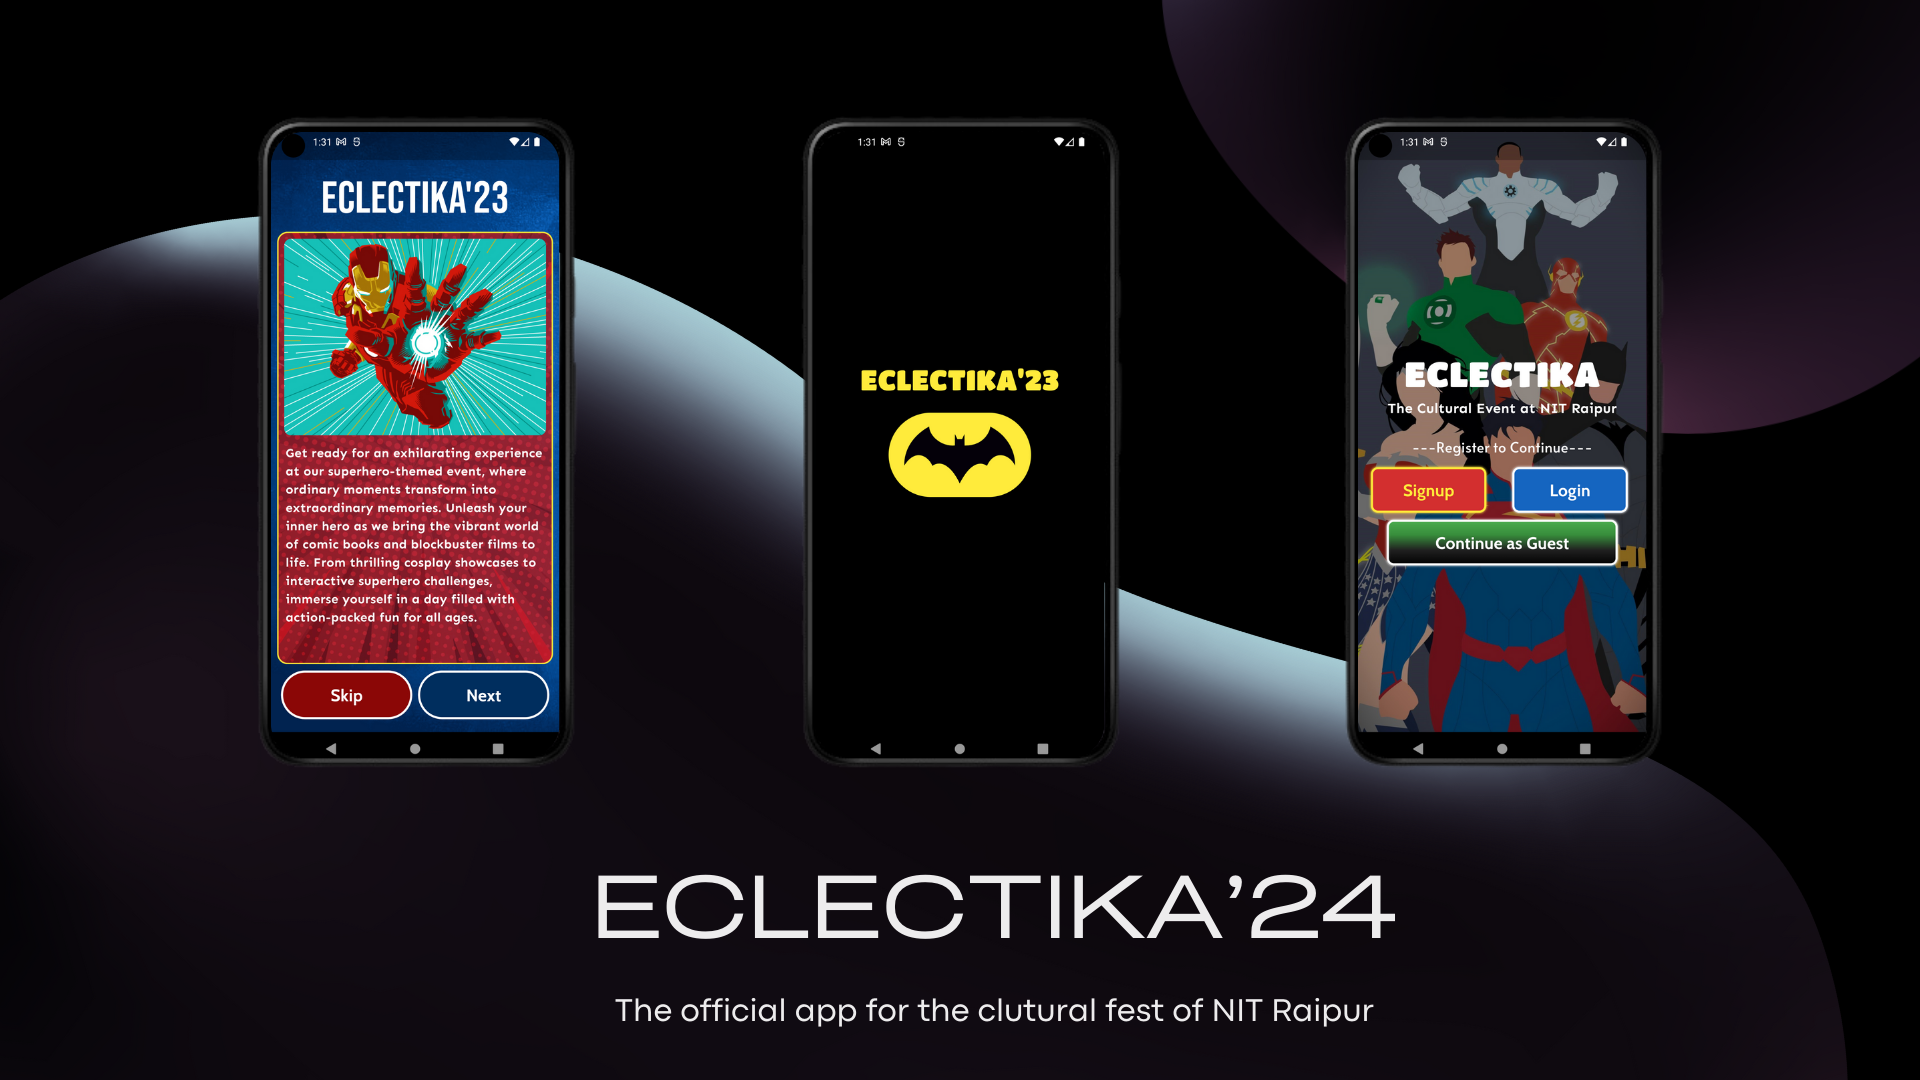 1:31
ECLECTIKA'23
Get ready for an exhilarating experience
at our superhero-themed event, where
ordinary moments transform into
extraordinary memories. Unleash your
inner hero as we bring the vibrant world
of comic books and blockbuster films to
life. From thrilling cosplay showcases to
interactive superhero challenges,
immerse yourself in a day filled with
action-packed fun for all ages.
Skip
Next
1:31
ECLECTIKA'23
1:31
ECLECTIKA
The Cultural Event at NIT Raipur
---Register to Continue---
Signup
Login
Continue as Guest
ECLECTIKA’24
The official app for the clutural fest of NIT Raipur